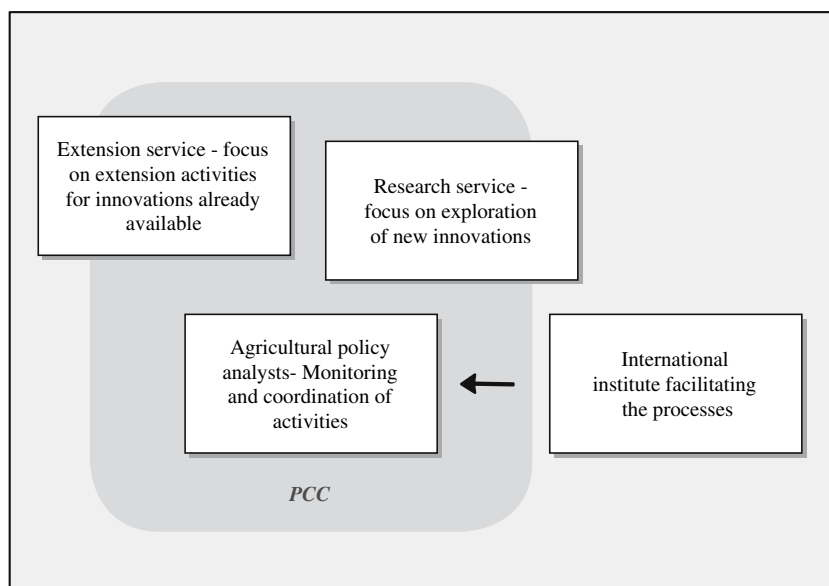 Extension service - focus
on extension activities
for innovations already
available
Research service -
focus on exploration
of new innovations
Agricultural policy
analysts- Monitoring
and coordination of
activities
International
institute facilitating
the processes
PCC